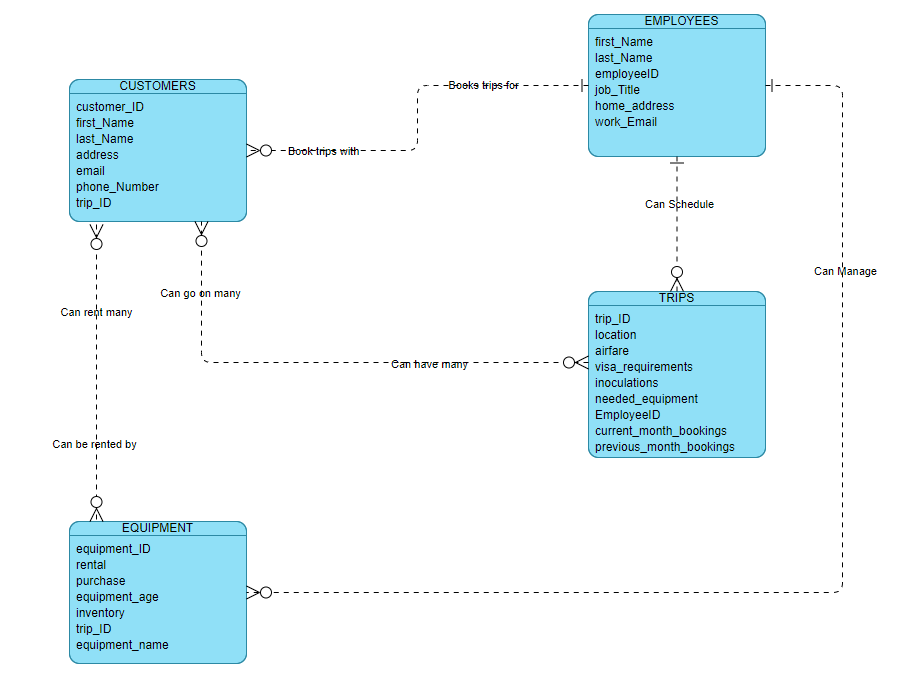 EMPLOYEES
first_Name
last_Name
employeeID
job_Title
home_address
work_Email
CUSTOMERS
customer_ID
first_Name
last_Name
address
email
phone_Number
trip_ID
Books trips for
Book trips with
Can Schedule
Can Manage
Can go on many
Can rent many
Can have many
TRIPS
trip_ID
location
airfare
visa_requirements
inoculations
needed_equipment
EmployeeID
current_month_bookings
previous_month_bookings
Can be rented by
EQUIPMENT
equipment_ID
rental
purchase
equipment_age
inventory
trip_ID
equipment_name